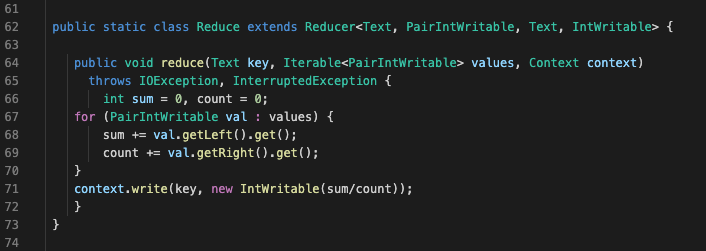 61
62 public static class Reduce extends Reducer<Text, PairIntWritable, Text, IntWritable> {
63
64 public void reduce(Text key, Iterable<PairIntWritable> values, Context context)
65 throws IOException, InterruptedException {
66 int sum = 0, count = 0;
67 for (PairIntWritable val : values) {
68 sum += val.getLeft().get();
69 count += val.getRight().get();
70 }
71 context.write(key, new IntWritable(sum/count));
72 }
73 }
74